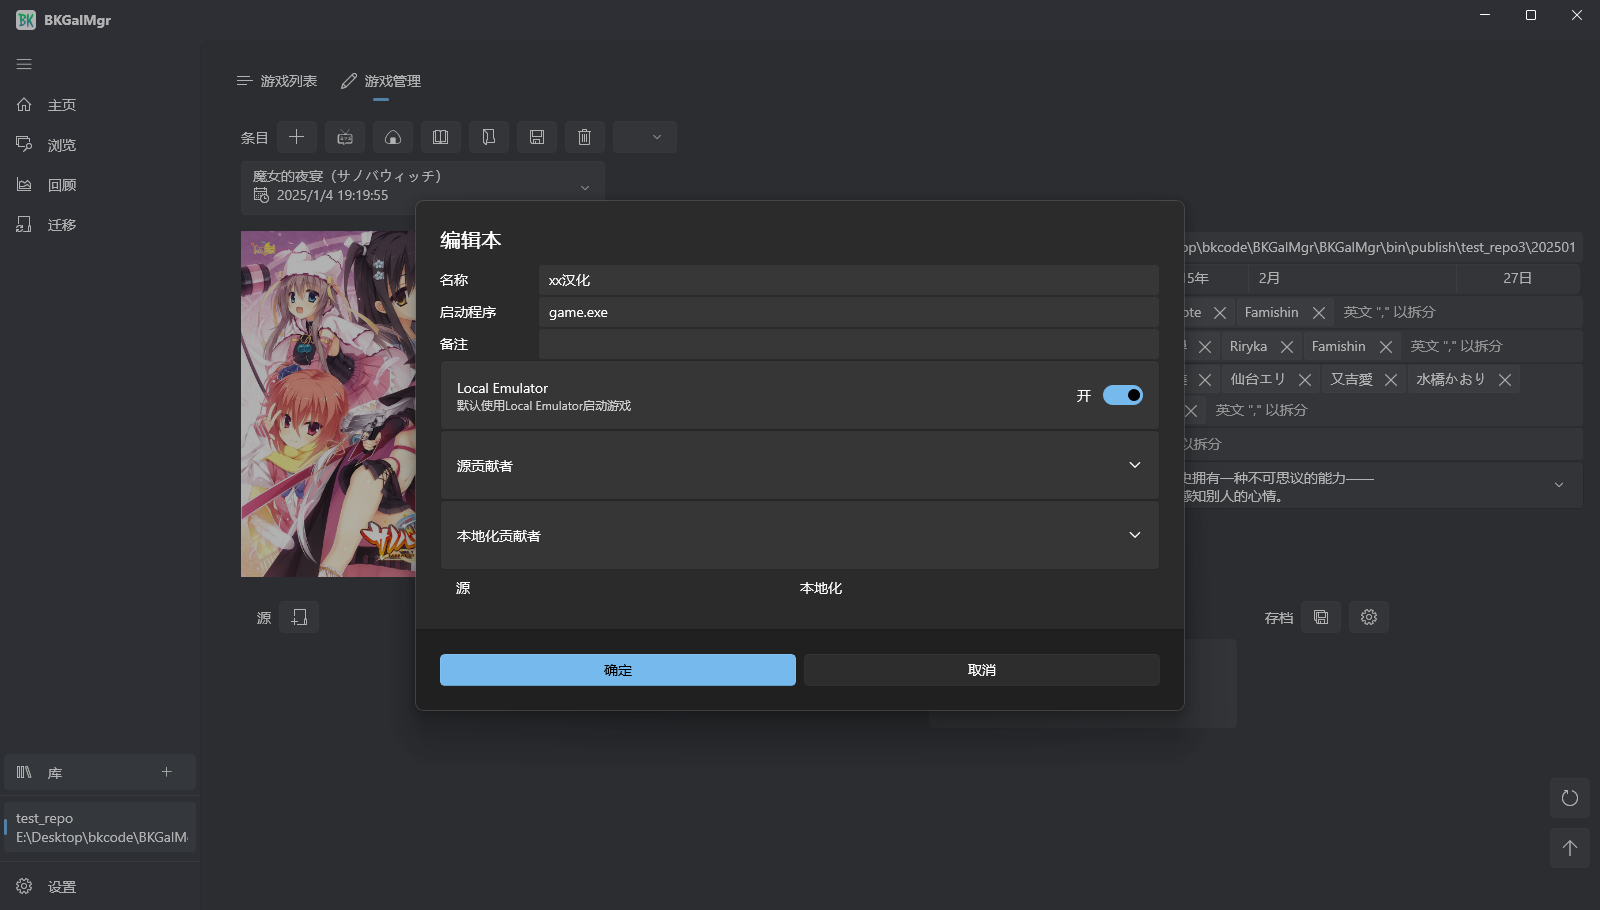 BKGalMgr
主页
浏览
回顾
迁移
库
test_repo
E:\Desktop\bkcode\BKGalM
设置
游戏列表
游戏管理
条目
魔女的夜宴（サノバウィッチ）
2025/1/4 19:19:55
op\bkcode\BKGalMgr\BKGalMgr\bin\publish\test_repo3\202501
15年
2月
27日
ote
Famishin
英文 "," 以拆分
Riryka
Famishin
英文 "," 以拆分
仙台エリ
又吉愛
水橋かおり
英文 "," 以拆分
以拆分
拥有一种不可思议的能力——
知别人的心情。
源
存档
编辑本
名称
xx汉化
启动程序
game.exe
备注
Local Emulator
默认使用Local Emulator启动游戏
开
源贡献者
本地化贡献者
源
本地化
确定
取消